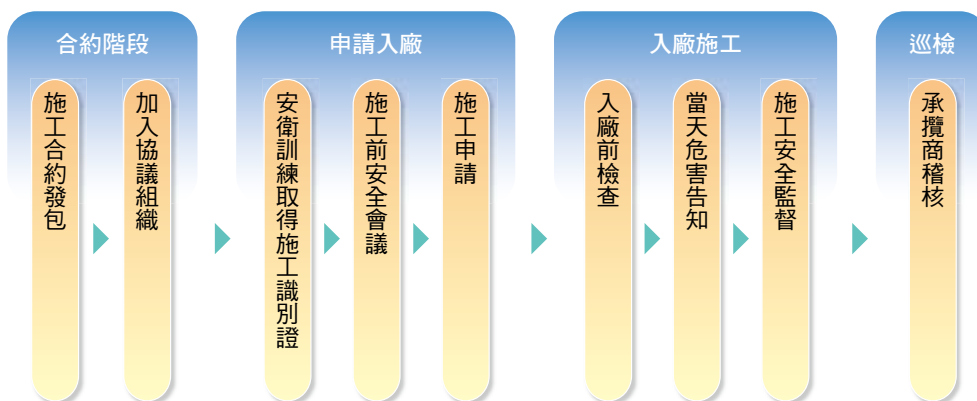 合約階段
施工合約發包
加入協議組織
申請入廠
安衛訓練取得施工識別證
施工前安全會議
施工申請
入廠施工
入廠前檢查
當天危害告知
施工安全監督
巡檢
承攬商稽核